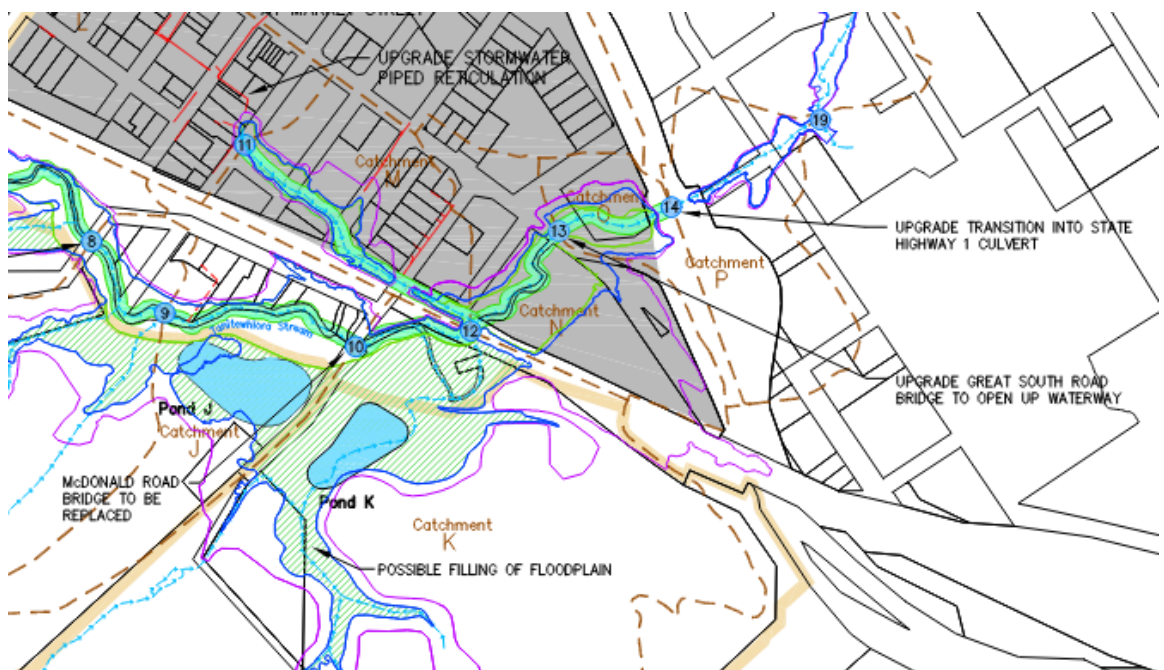 UPGRADE STORMWATER
PIPED RETICULATION
19
11
Catchment
M
Catchment
O
14
13
UPGRADE TRANSITION INTO STATE
HIGHWAY 1 CULVERT
8
Catchment
P
9
Catchment
N
12
10
UPGRADE GREAT SOUTH ROAD
BRIDGE TO OPEN UP WATERWAY
Pond J
Catchment
J
McDONALD ROAD
BRIDGE TO BE
REPLACED
Pond K
Catchment
K
POSSIBLE FILLING OF FLOODPLAIN